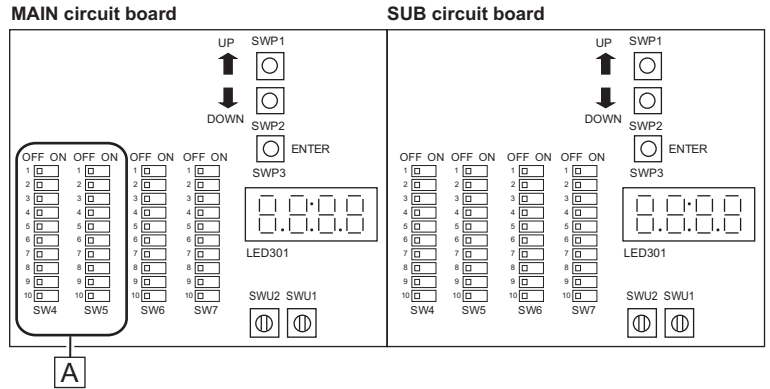 MAIN circuit board
SUB circuit board
UP SWP1
DOWN
SWP2
ENTER
SWP3
OFF ON OFF ON OFF ON OFF ON
1 1 1 1
2 2 2 2
3 3 3 3
4 4 4 4
5 5 5 5
6 6 6 6
7 7 7 7
8 8 8 8
9 9 9 9
10 10 10 10
SW4 SW5 SW6 SW7
LED301
SWU2 SWU1
A
UP SWP1
DOWN
SWP2
ENTER
SWP3
OFF ON OFF ON OFF ON OFF ON
1 1 1 1
2 2 2 2
3 3 3 3
4 4 4 4
5 5 5 5
6 6 6 6
7 7 7 7
8 8 8 8
9 9 9 9
10 10 10 10
SW4 SW5 SW6 SW7
LED301
SWU2 SWU1